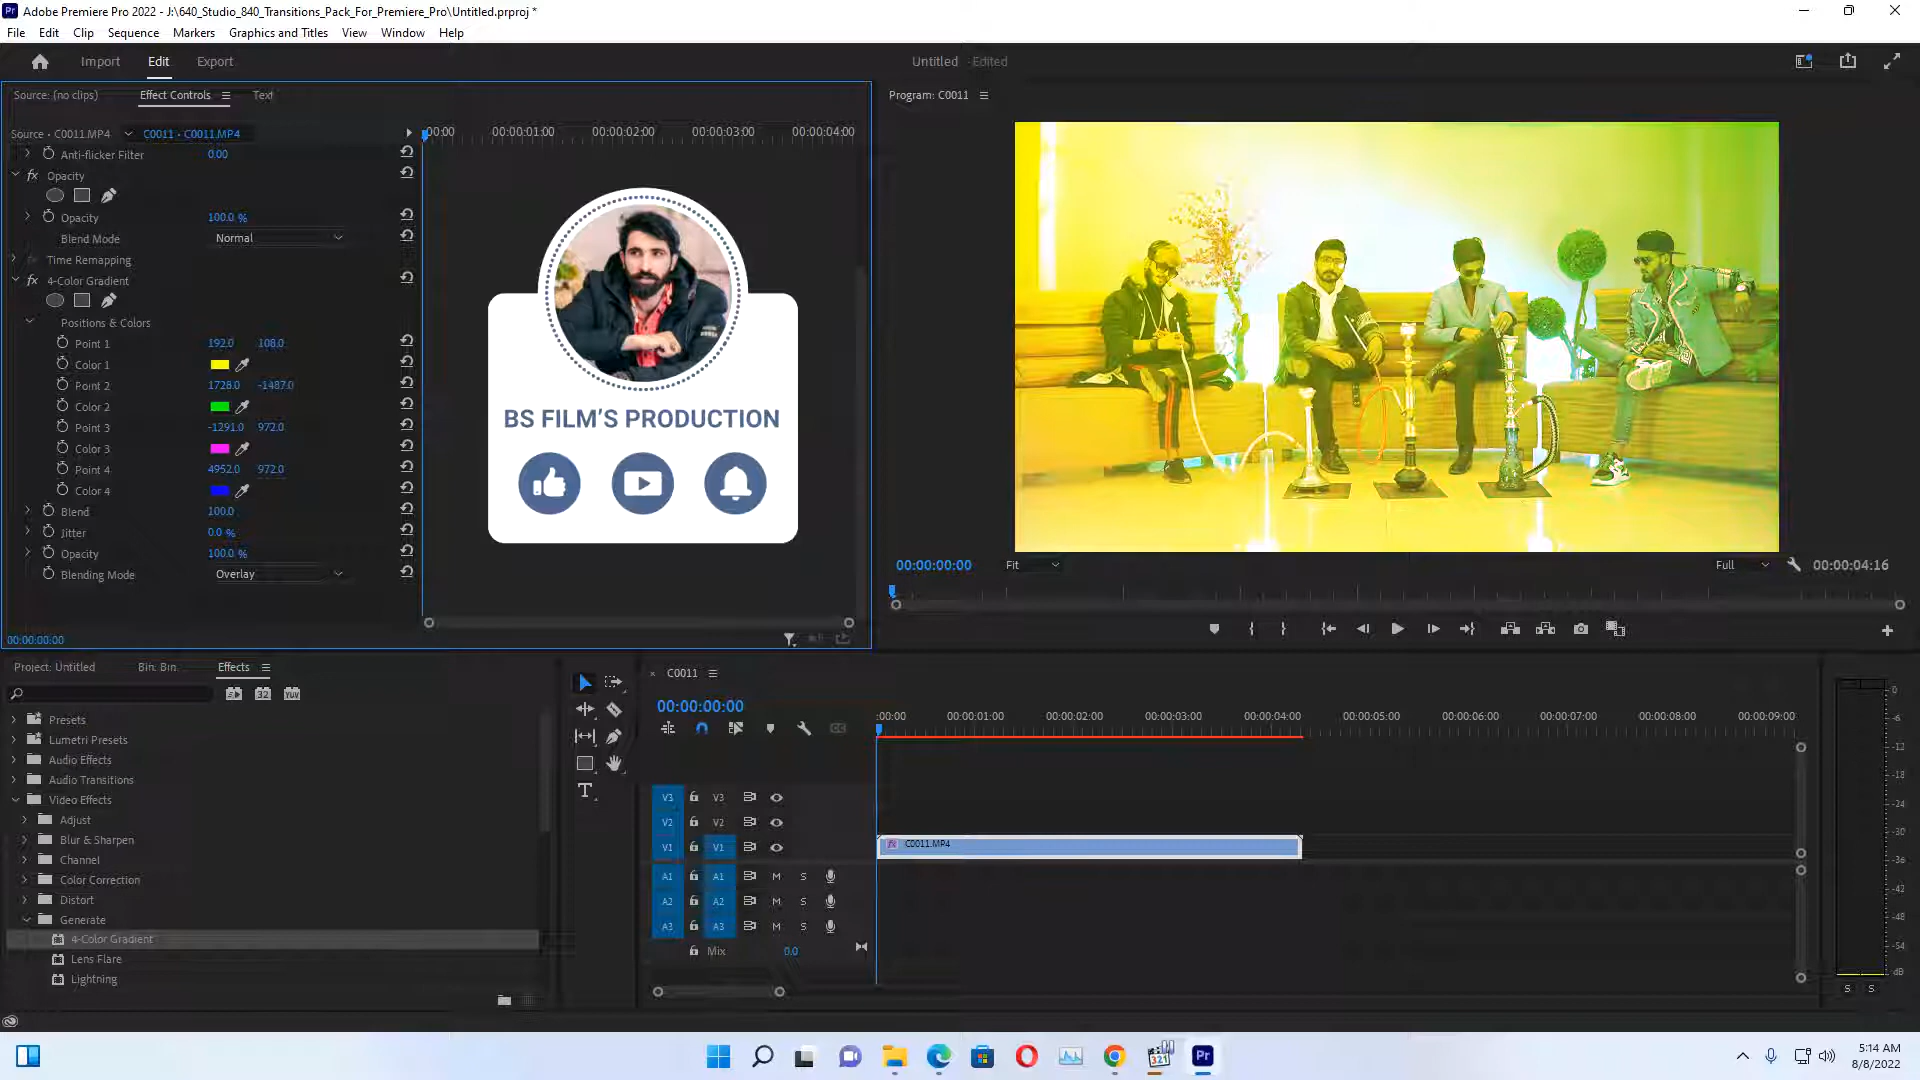 Adobe Premiere Pro 2022 - J:\640_Studio_840_Transitions_Pack_For_Premiere_Pro\Untitled.prproj *
File Edit Clip Sequence Markers Graphics and Titles View Window Help
Import Edit Export
Untitled - Edited
Source: (no clips) Effect Controls Text
Source • C0011.MP4 C0011 • C0011.MP4
:00:00 00:00:01:00 00:00:02:00 00:00:03:00 00:00:04:00
Anti-flicker Filter 0.00
fx Opacity
Opacity 100.0 %
Blend Mode Normal
Time Remapping
fx 4-Color Gradient
Positions & Colors
Point 1 192.0 108.0
Color 1
Point 2 1728.0 -1487.0
Color 2
Point 3 -1291.0 972.0
Color 3
Point 4 4952.0 972.0
Color 4
Blend 100.0
Jitter 0.0 %
Opacity 100.0 %
Blending Mode Overlay
00:00:00:00
BS FILM'S PRODUCTION
Program: C0011
00:00:00:00 Fit Full 00:00:04:16
Project: Untitled Bin: Bin... Effects
32 YUV
Presets
Lumetri Presets
Audio Effects
Audio Transitions
Video Effects
Adjust
Blur & Sharpen
Channel
Color Correction
Distort
Generate
4-Color Gradient
Lens Flare
Lightning
× C0011
00:00:00:00
:00:00 00:00:01:00 00:00:02:00 00:00:03:00 00:00:04:00 00:00:05:00 00:00:06:00 00:00:07:00 00:00:08:00 00:00:09:00
V3 V3
V2 V2
V1 V1
fx C0011.MP4
A1 A1 M S
A2 A2 M S
A3 A3 M S
Mix 0.0
0
-6
-12
-18
-24
-30
-36
-42
-48
-54
dB
S S
321
Pr
5:14 AM
8/8/2022